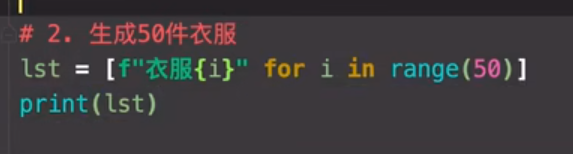 # 2. 生成50件衣服
lst = [f"衣服{i}" for i in range(50)]
print(lst)